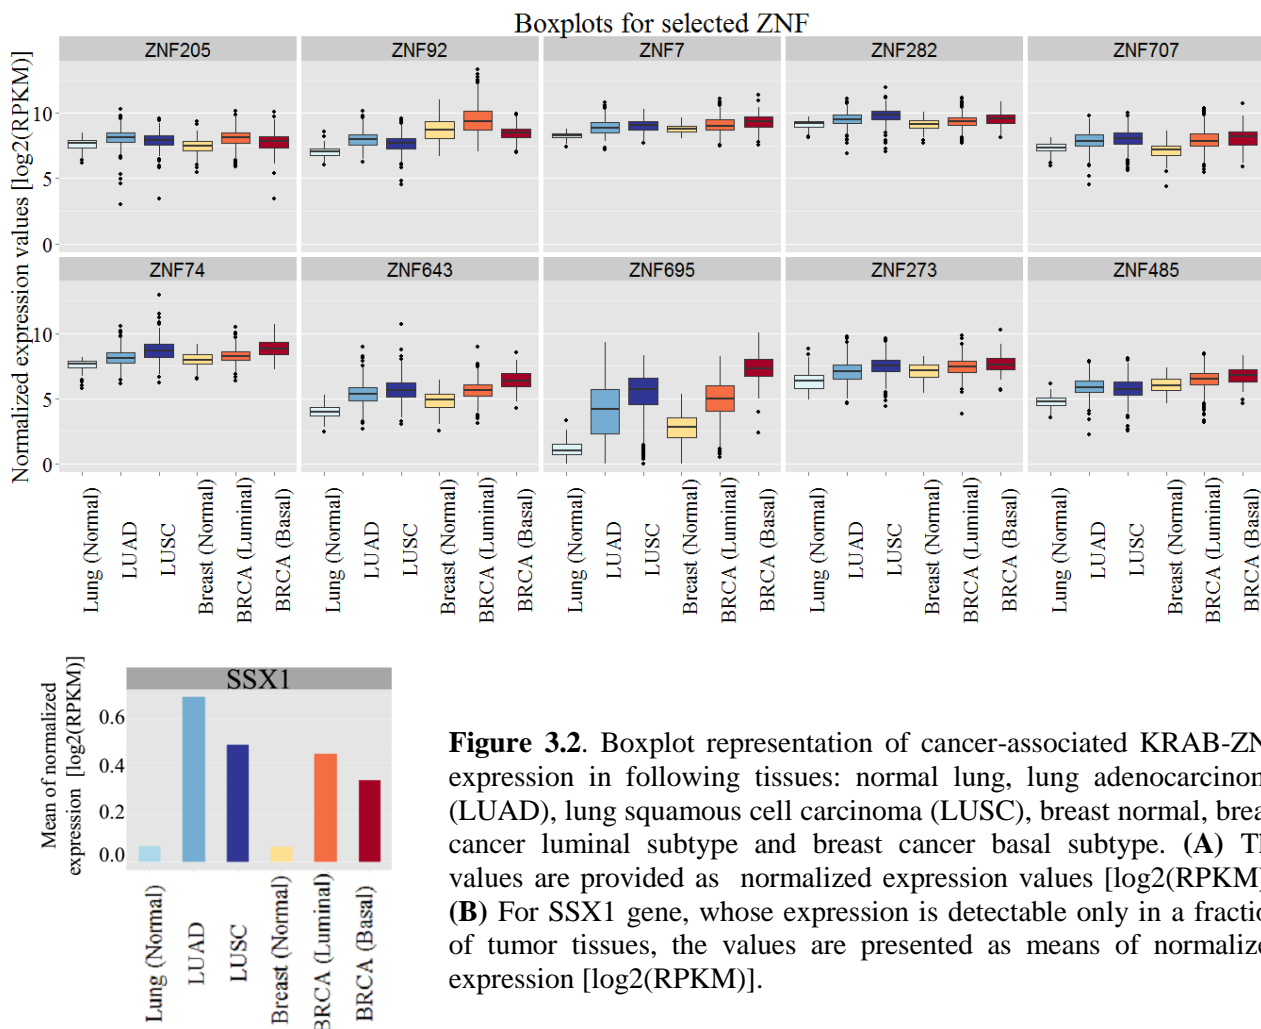 Boxplots for selected ZNF
Normalized expression values [log2(RPKM)]
ZNF205 ZNF92 ZNF7 ZNF282 ZNF707
10
5
0
ZNF74 ZNF643 ZNF695 ZNF273 ZNF485
10
5
0
Lung (Normal) LUAD LUSC Breast (Normal) BRCA (Luminal) BRCA (Basal) Lung (Normal) LUAD LUSC Breast (Normal) BRCA (Luminal) BRCA (Basal) Lung (Normal) LUAD LUSC Breast (Normal) BRCA (Luminal) BRCA (Basal) Lung (Normal) LUAD LUSC Breast (Normal) BRCA (Luminal) BRCA (Basal) Lung (Normal) LUAD LUSC Breast (Normal) BRCA (Luminal) BRCA (Basal)
SSX1
Mean of normalized
expression [log2(RPKM)]
0.6
0.4
0.2
0.0
Lung (Normal) LUAD LUSC Breast (Normal) BRCA (Luminal) BRCA (Basal)
Figure 3.2. Boxplot representation of cancer-associated KRAB-ZN
expression in following tissues: normal lung, lung adenocarcinom
(LUAD), lung squamous cell carcinoma (LUSC), breast normal, brea
cancer luminal subtype and breast cancer basal subtype. (A) Th
values are provided as normalized expression values [log2(RPKM)
(B) For SSX1 gene, whose expression is detectable only in a fractio
of tumor tissues, the values are presented as means of normalize
expression [log2(RPKM)].